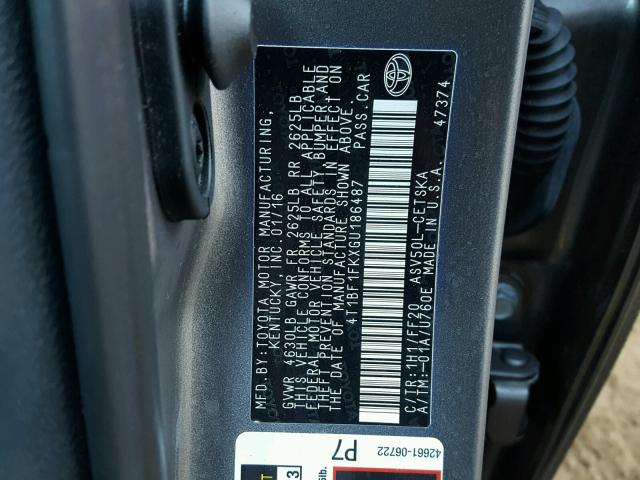 MFD. BY: TOYOTA MOTOR MANUFACTURING,
KENTUCKY, INC. 01/16
GVWR 4630LB GAWR FR 2625LB RR 2625LB
THIS VEHICLE CONFORMS TO ALL APPLICABLE
FEDERAL MOTOR VEHICLE SAFETY, BUMPER, AND
THEFT PREVENTION STANDARDS IN EFFECT ON
THE DATE OF MANUFACTURE SHOWN ABOVE.
4T1BF1FKXGU186487 PASS. CAR
C/TR: 1H1/FF20 ASV50L-CETSKA
A/TM: -01A/U760E MADE IN U.S.A. 47374
42661-06722
P7
3